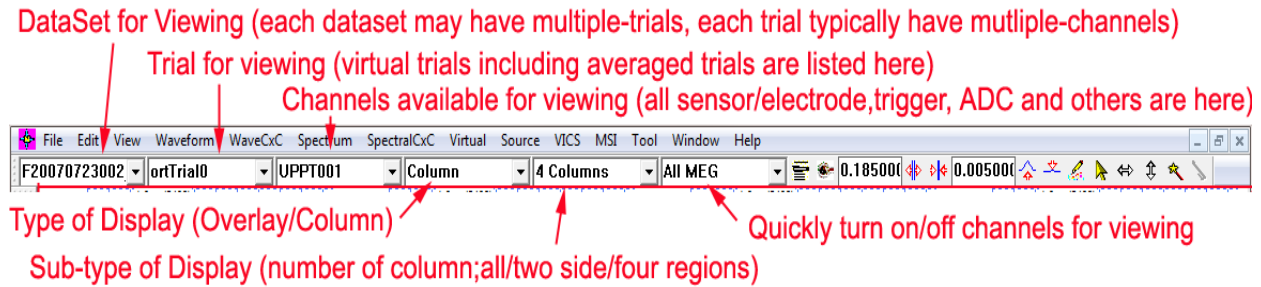 DataSet for Viewing (each dataset may have multiple-trials, each trial typically have mutliple-channels)
Trial for viewing (virtual trials including averaged trials are listed here)
Channels available for viewing (all sensor/electrode,trigger, ADC and others are here)
File Edit View Waveform WaveCxC Spectrum SpectralCxC Virtual Source VICS MSI Tool Window Help
F20070723002 ortTrial0 UPPT001 Column 4 Columns All MEG 0.18500 0.00500
Type of Display (Overlay/Column)
Quickly turn on/off channels for viewing
Sub-type of Display (number of column;all/two side/four regions)